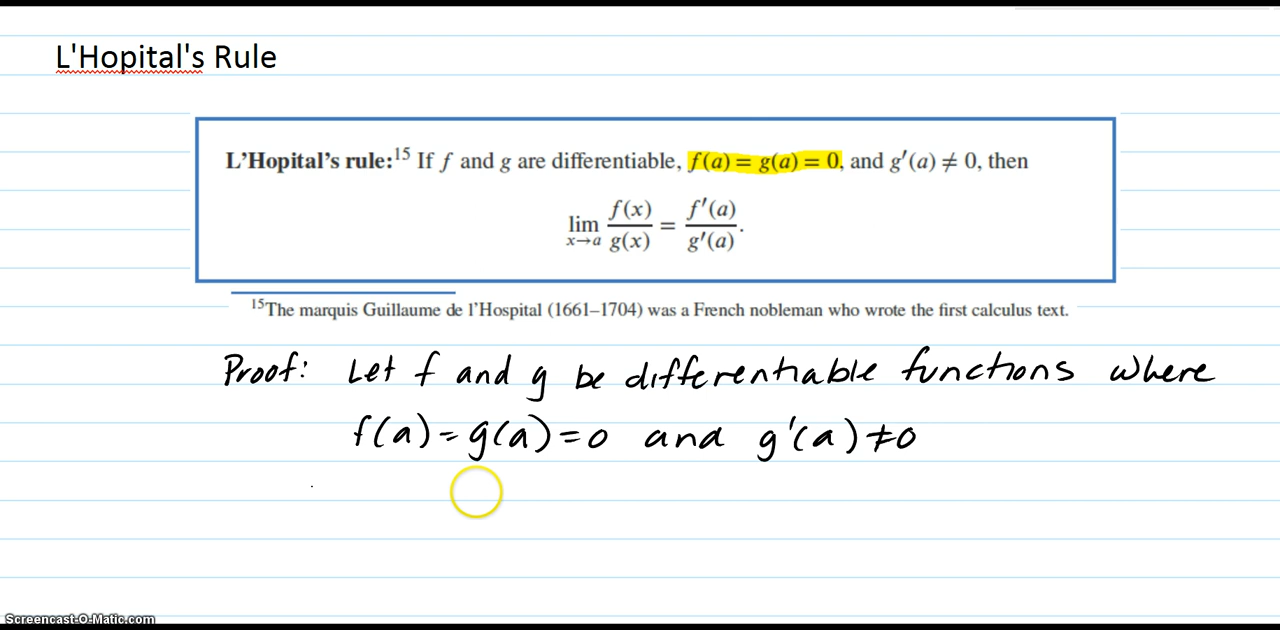 L'Hopital's Rule
L’Hopital’s rule:¹⁵ If f and g are differentiable, f(a) = g(a) = 0, and g′(a) ≠ 0, then
lim x→a f(x)/g(x) = f′(a)/g′(a).
¹⁵The marquis Guillaume de l’Hospital (1661–1704) was a French nobleman who wrote the first calculus text.
Proof: Let f and g be differentiable functions where
f(a) = g(a) = 0 and g'(a) ≠ 0
Screencast-O-Matic.com